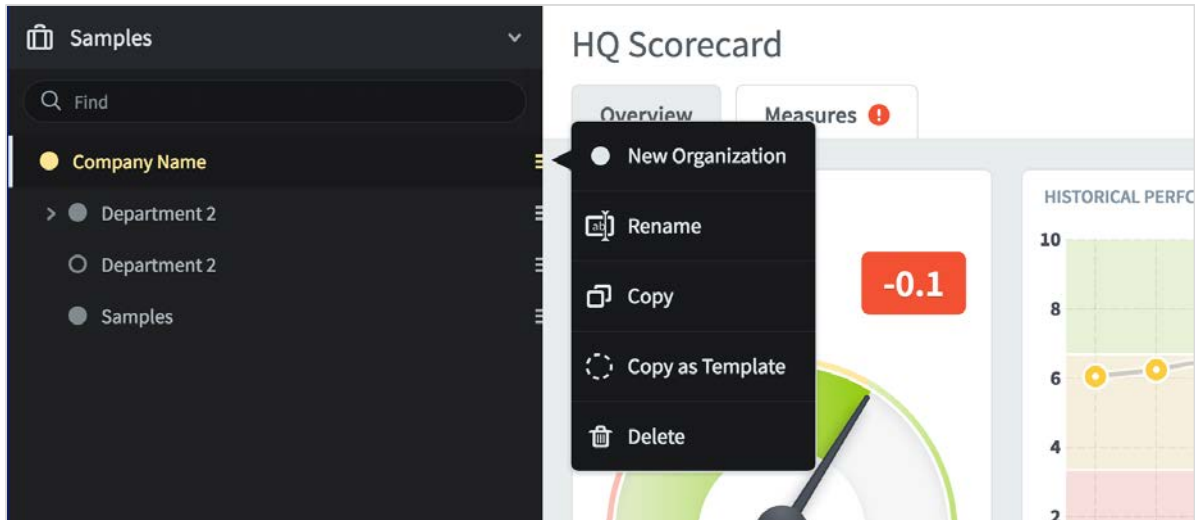 Samples
Find
Company Name
Department 2
Department 2
Samples
HQ Scorecard
Overview
Measures
New Organization
Rename
Copy
Copy as Template
Delete
-0.1
HISTORICAL
10
8
6
4
2